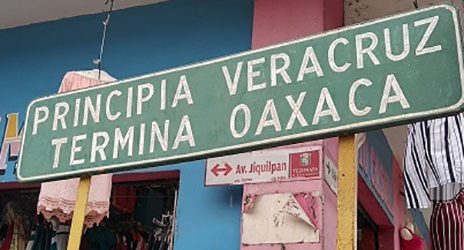 PRINCIPIA VERACRUZ
TERMINA OAXACA
Av. Jiquilpan